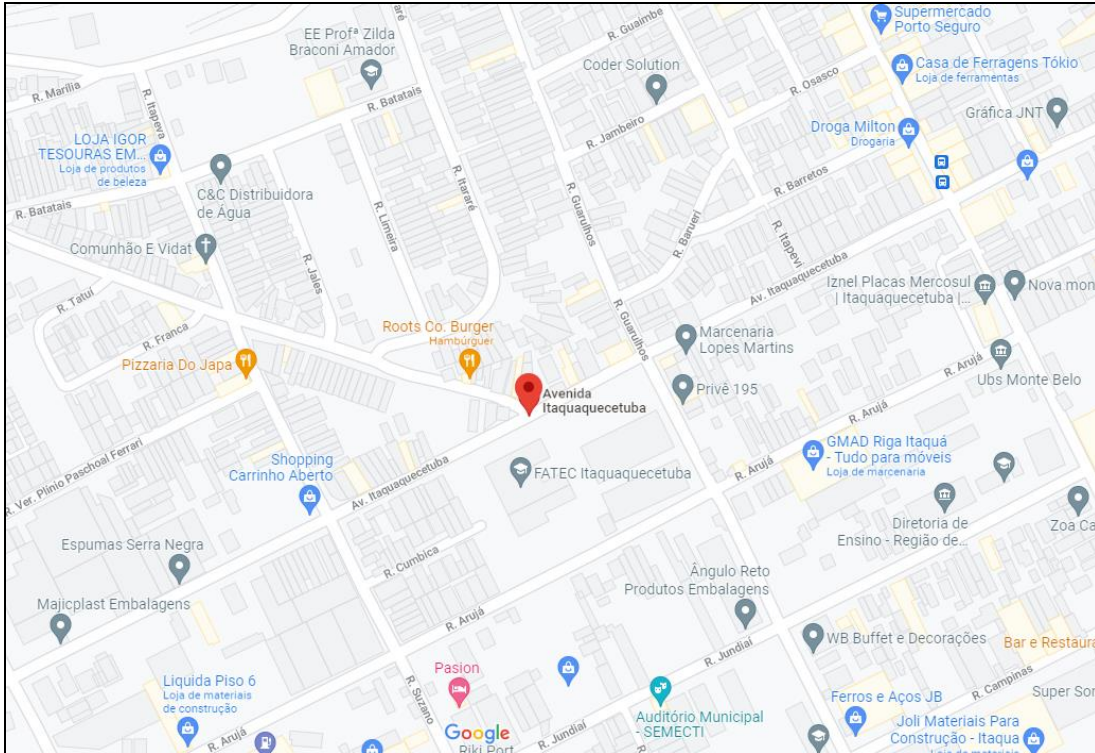 Supermercado
Porto Seguro
R. Guaimbe
EE Profª Zilda
Braconi Amador
R. Itararé
Coder Solution
Casa de Ferragens Tókio
Loja de ferramentas
R. Marília
R. Itapeva
R. Osasco
R. Batatais
Gráfica JNT
LOJA IGOR
TESOURAS EM...
Loja de produtos
de beleza
R. Jambeiro
Droga Milton
Drogaria
C&C Distribuidora
de Água
R. Barretos
R. Batatais
R. Limeira
R. Itararé
R. Guarulhos
R. Barueri
R. Itapevi
Comunhão E Vidat
R. Jales
Av. Itaquaquecetuba
Iznel Placas Mercosul
| Itaquaquecetuba |...
Nova mon
R. Tatuí
R. Franca
Roots Co. Burger
Hambúrguer
R. Guarulhos
Marcenaria
Lopes Martins
Pizzaria Do Japa
Ubs Monte Belo
Avenida
Itaquaquecetuba
Privê 195
R. Arujá
R. Ver. Plínio Paschoal Ferrari
GMAD Riga Itaquá
- Tudo para móveis
Loja de marcenaria
Shopping
Carrinho Aberto
Av. Itaquaquecetuba
FATEC Itaquaquecetuba
R. Arujá
Diretoria de
Ensino - Região de...
Zoa Ca
Espumas Serra Negra
R. Cumbica
Ângulo Reto
Produtos Embalagens
Majicplast Embalagens
R. Arujá
WB Buffet e Decorações
Bar e Restaura
R. Jundiaí
Pasion
R. Suzano
R. Campinas
Liquida Piso 6
Loja de materiais
de construção
Super Sor
Ferros e Aços JB
Auditório Municipal
- SEMECTI
Google
Joli Materiais Para
Construção - Itaqua
R. Arujá
R. Jundiaí
Riki Port